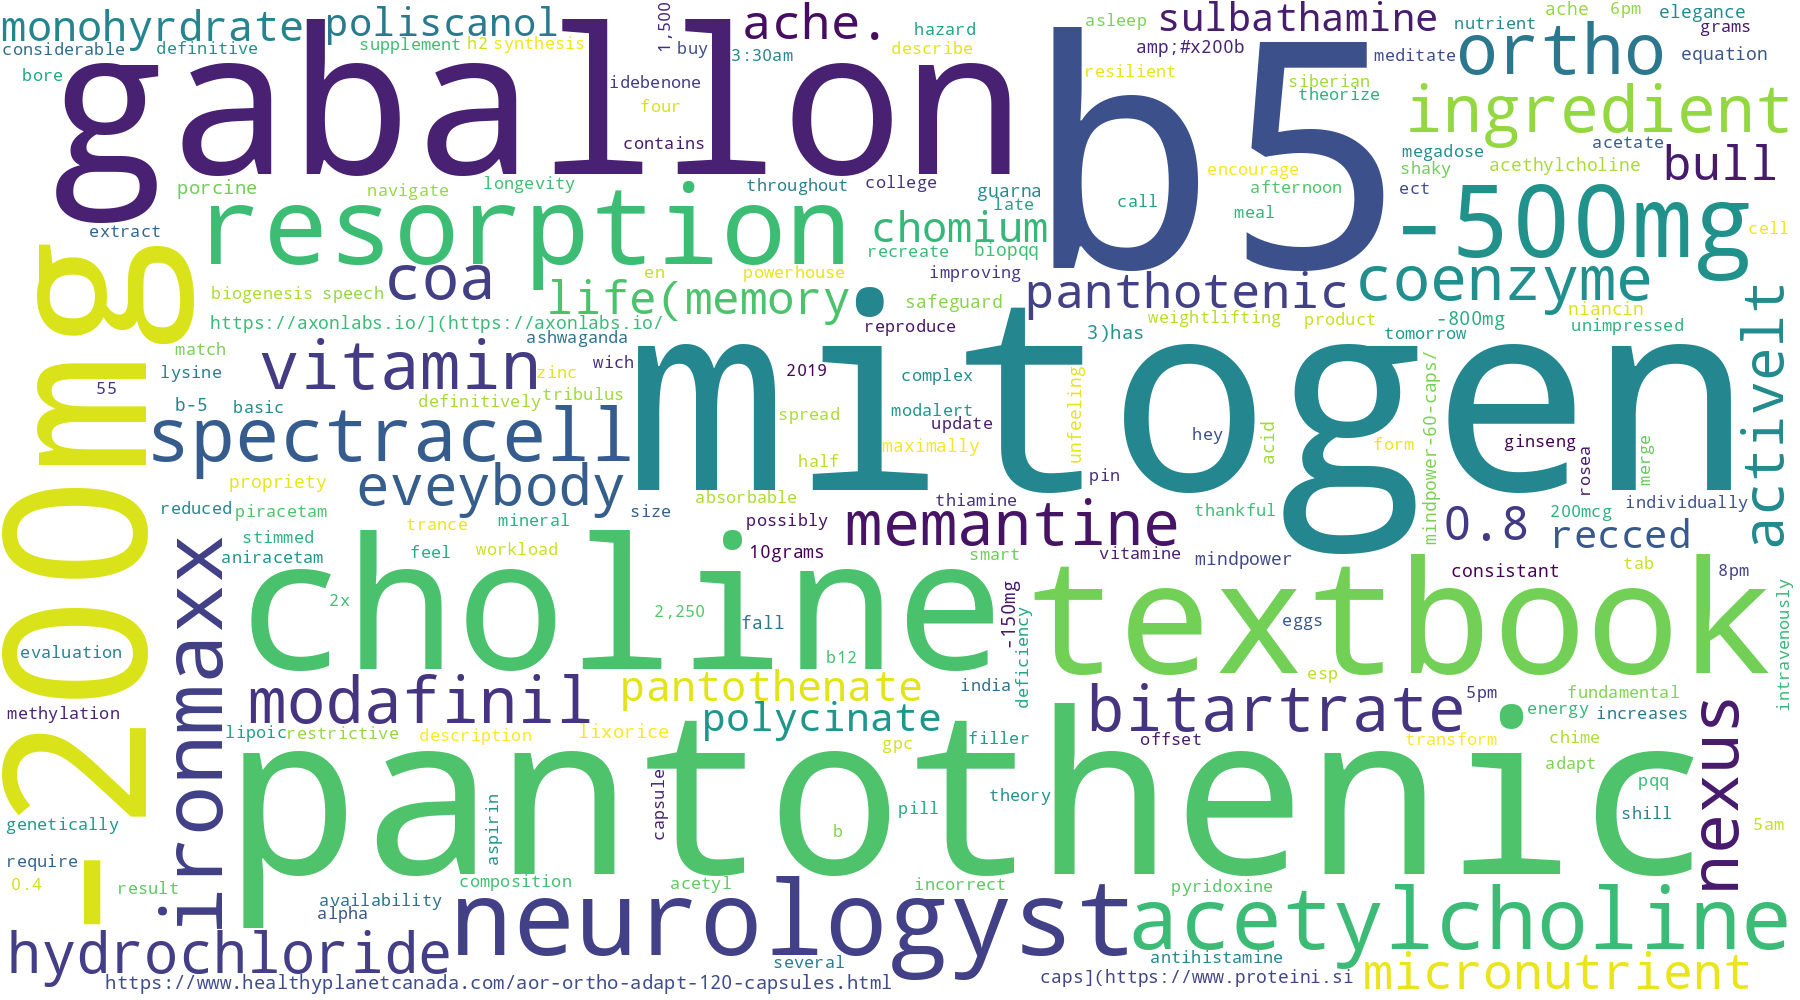 monohyrdrate
poliscanol
gaballon
ache.
1,500
hazard
asleep
sulbathamine
ache
6pm
elegance
nutrient
grams
considerable
definitive
supplement
h2
synthesis
buy
3:30am
describe
amp;#x200b
b5
ortho
meditate
equation
bore
idebenone
resilient
siberian
theorize
four
ingredient
contains
acetate
megadose
acethylcholine
bull
shaky
encourage
porcine
navigate
longevity
throughout
college
guarna
afternoon
ect
-500mg
late
call
meal
resorption
chomium
extract
cell
-200mg
recreate
biopqq
coa
en
powerhouse
improving
panthotenic
coenzyme
biogenesis
speech
life(memory
safeguard
activelt
niancin
https://axonlabs.io/](https://axonlabs.io/
reproduce
weightlifting
product
-800mg
unimpressed
ashwaganda
3)has
tomorrow
match
vitamin
wich
mitogen
lysine
zinc
2019
complex
mindpower-60-caps/
55
tribulus
unfeeling
b-5
basic
definitively
spread
modalert
update
spectracell
hey
acid
form
ginseng
merge
maximally
half
rosea
propriety
eveybody
pin
absorbable
thiamine
individually
reduced
piracetam
size
thankful
200mcg
trance
mineral
possibly
memantine
0.8
recced
stimmed
aniracetam
feel
workload
10grams
smart
vitamine
mindpower
tab
consistant
8pm
ironmaxx
choline
textbook
intravenously
2x
2,250
-150mg
fall
deficiency
eggs
evaluation
b12
esp
modafinil
pantothenate
india
bitartrate
5pm
fundamental
methylation
polycinate
energy
increases
nexus
lipoic
restrictive
description
lixorice
gpc
filler
offset
transform
chime
pantothenic
adapt
capsule
pqq
aspirin
theory
pill
shill
genetically
b
5am
require
0.4
result
composition
acetyl
incorrect
pyridoxine
availability
alpha
neurologyst
acetylcholine
hydrochloride
several
antihistamine
https://www.healthyplanetcanada.com/aor-ortho-adapt-120-capsules.html
caps](https://www.proteini.si
micronutrient